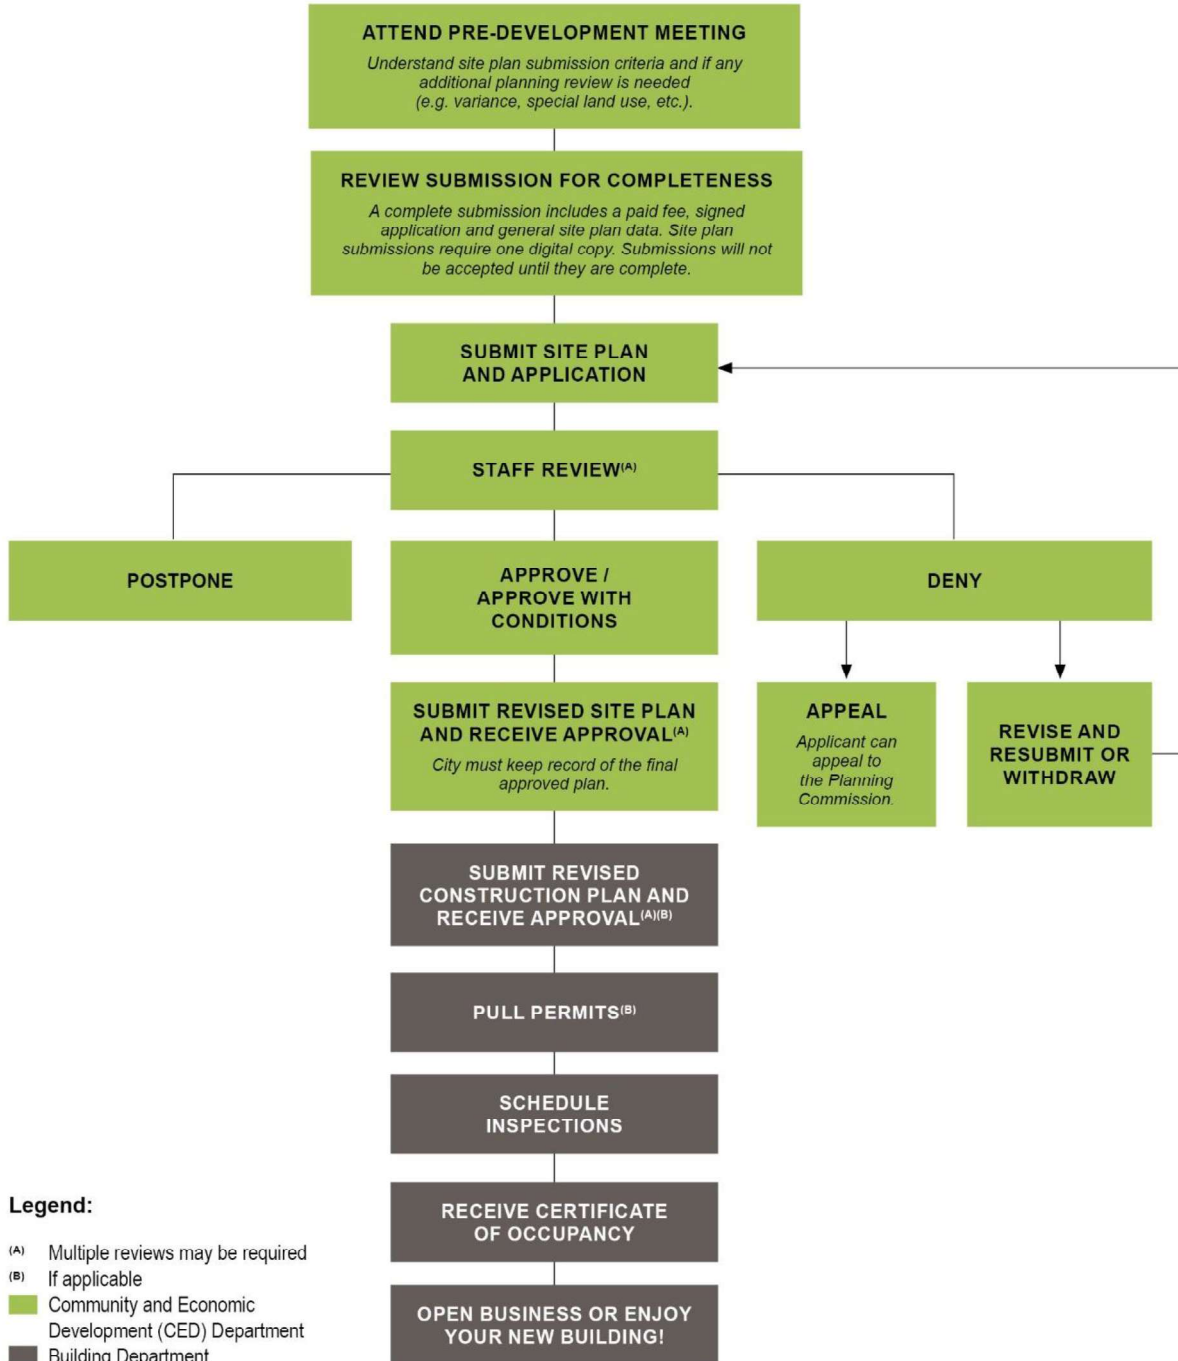 ATTEND PRE-DEVELOPMENT MEETING
Understand site plan submission criteria and if any
additional planning review is needed
(e.g. variance, special land use, etc.).
REVIEW SUBMISSION FOR COMPLETENESS
A complete submission includes a paid fee, signed
application and general site plan data. Site plan
submissions require one digital copy. Submissions will not
be accepted until they are complete.
SUBMIT SITE PLAN
AND APPLICATION
STAFF REVIEW(A)
POSTPONE
APPROVE /
APPROVE WITH
CONDITIONS
DENY
SUBMIT REVISED SITE PLAN
AND RECEIVE APPROVAL(A)
City must keep record of the final
approved plan.
APPEAL
Applicant can
appeal to
the Planning
Commission.
REVISE AND
RESUBMIT OR
WITHDRAW
SUBMIT REVISED
CONSTRUCTION PLAN AND
RECEIVE APPROVAL(A)(B)
PULL PERMITS(B)
SCHEDULE
INSPECTIONS
RECEIVE CERTIFICATE
OF OCCUPANCY
OPEN BUSINESS OR ENJOY
YOUR NEW BUILDING!
Legend:
(A) Multiple reviews may be required
(B) If applicable
Community and Economic
Development (CED) Department
Building Department